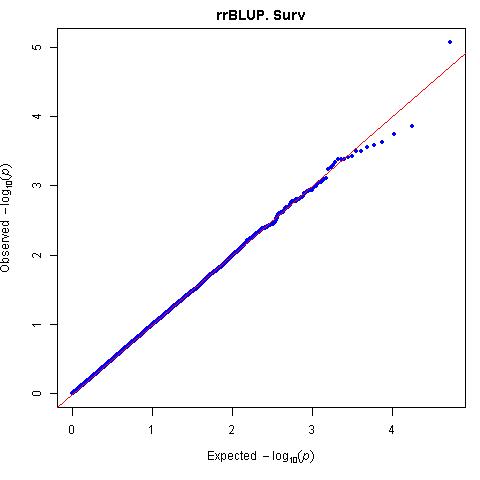 rrBLUP. Surv
5
4
3
2
1
0
Observed −log10(p)
0 1 2 3 4
Expected −log10(p)